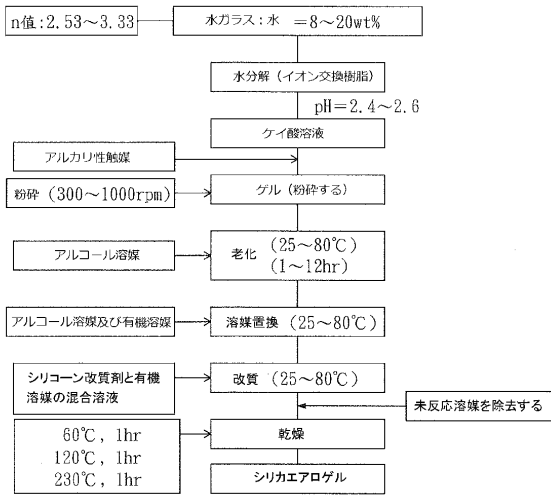 n値:2.53～3.33
水ガラス:水 =8～20wt%
水分解(イオン交換樹脂)
pH=2.4～2.6
ケイ酸溶液
アルカリ性触媒
粉砕(300～1000rpm)
ゲル(粉砕する)
アルコール溶媒
老化 (25～80℃)
(1～12hr)
アルコール溶媒及び有機溶媒
溶媒置換 (25～80℃)
シリコーン改質剤と有機
溶媒の混合溶液
改質 (25～80℃)
未反応溶媒を除去する
60℃, 1hr
120℃, 1hr
230℃, 1hr
乾燥
シリカエアロゲル